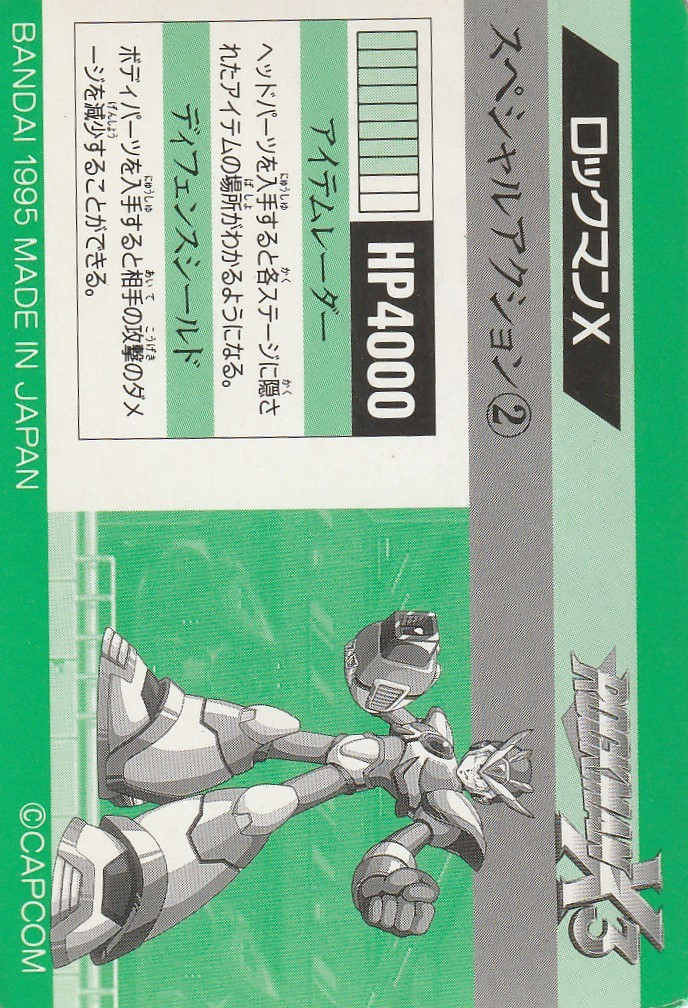 ロックマンX
スペシャルアクション②
ROCKMAN X3
HP4000
アイテムレーダー
ヘッドパーツを入手すると各ステージに隠さ
れたアイテムの場所がわかるようになる。
ディフェンスシールド
ボディパーツを入手すると相手の攻撃のダメ
ージを減少することができる。
BANDAI 1995 MADE IN JAPAN
©CAPCOM